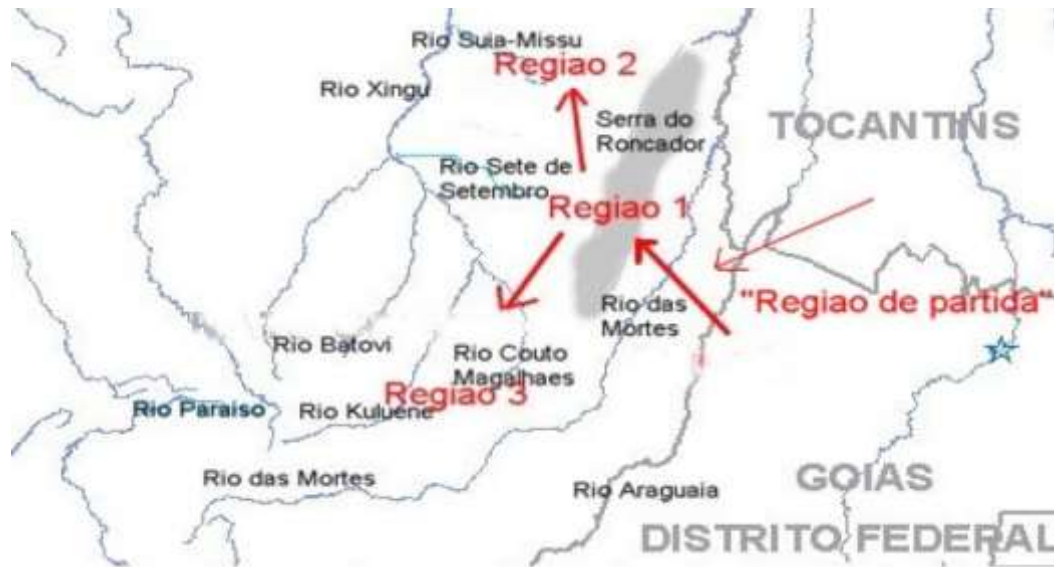 Rio Suia-Missu
Regiao 2
Rio Xingu
Serra do
Roncador
TOCANTINS
Rio Sete de
Setembro
Regiao 1
"Regiao de partida"
Rio das
Mortes
Rio Batovi
Rio Couto
Magalhaes
Regiao 3
Rio Paraiso
Rio Kuluene
Rio das Mortes
Rio Araguaia
GOIAS
DISTRITO FEDERAL